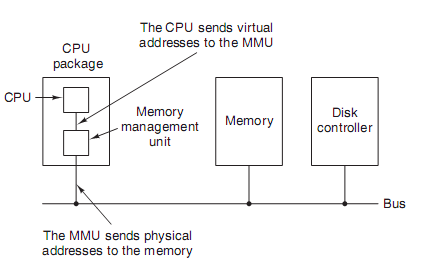 The CPU sends virtual
addresses to the MMU
CPU
package
CPU
Memory
management
unit
Memory
Disk
controller
Bus
The MMU sends physical
addresses to the memory